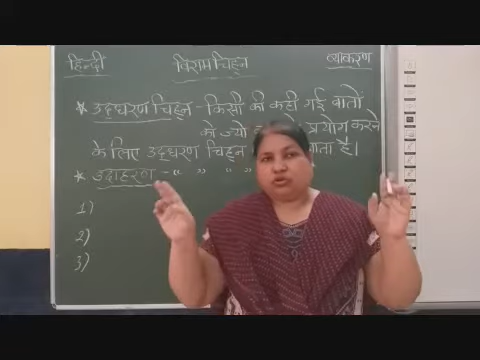 हिन्दी विराम चिह्न व्याकरण
* उद्धरण चिह्न - किसी की कही गई बातों
को ज्यों प्रयोग करने
के लिए उद्धरण चिह्न जाता है।
* उदाहरण - “ ” “ ”
1)
2)
3)